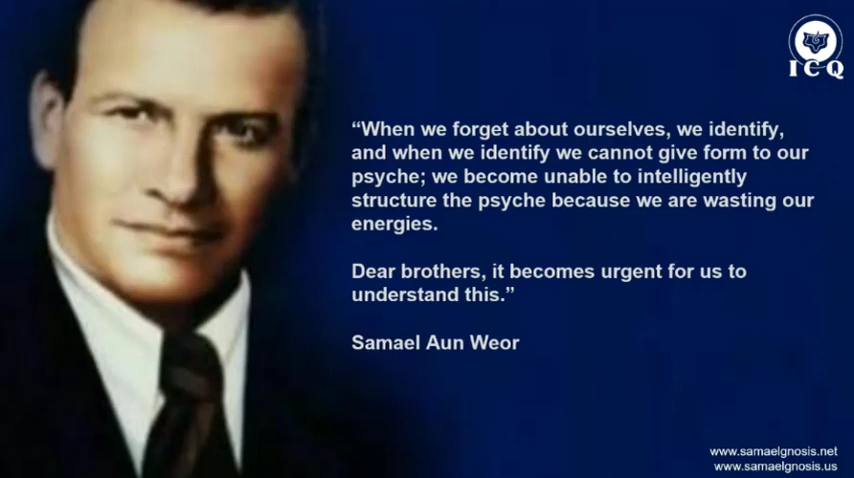 ICQ
“When we forget about ourselves, we identify,
and when we identify we cannot give form to our
psyche; we become unable to intelligently
structure the psyche because we are wasting our
energies.
Dear brothers, it becomes urgent for us to
understand this.”
Samael Aun Weor
www.samaelgnosis.net
www.samaelgnosis.us